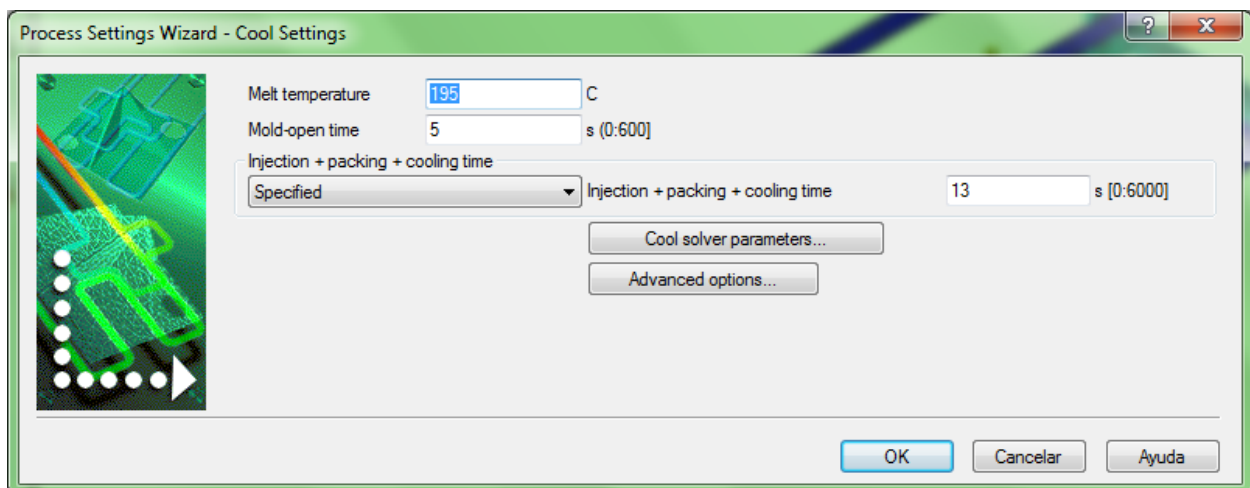 Process Settings Wizard - Cool Settings
Melt temperature 195 C
Mold-open time 5 s (0:600]
Injection + packing + cooling time
Specified Injection + packing + cooling time 13 s [0:6000]
Cool solver parameters...
Advanced options...
OK Cancelar Ayuda